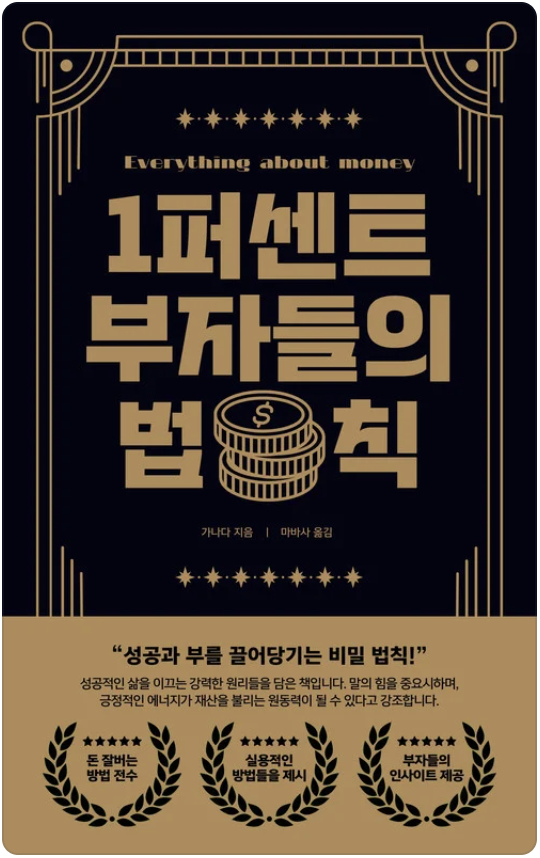 Everything about money
1퍼센트
부자들의
법칙
가나다 지음 | 마바사 옮김
“성공과 부를 끌어당기는 비밀 법칙!”
성공적인 삶을 이끄는 강력한 원리들을 담은 책입니다. 말의 힘을 중요시하며,
긍정적인 에너지가 재산을 불리는 원동력이 될 수 있다고 강조합니다.
돈 잘버는
방법 전수
실용적인
방법들을 제시
부자들의
인사이트 제공